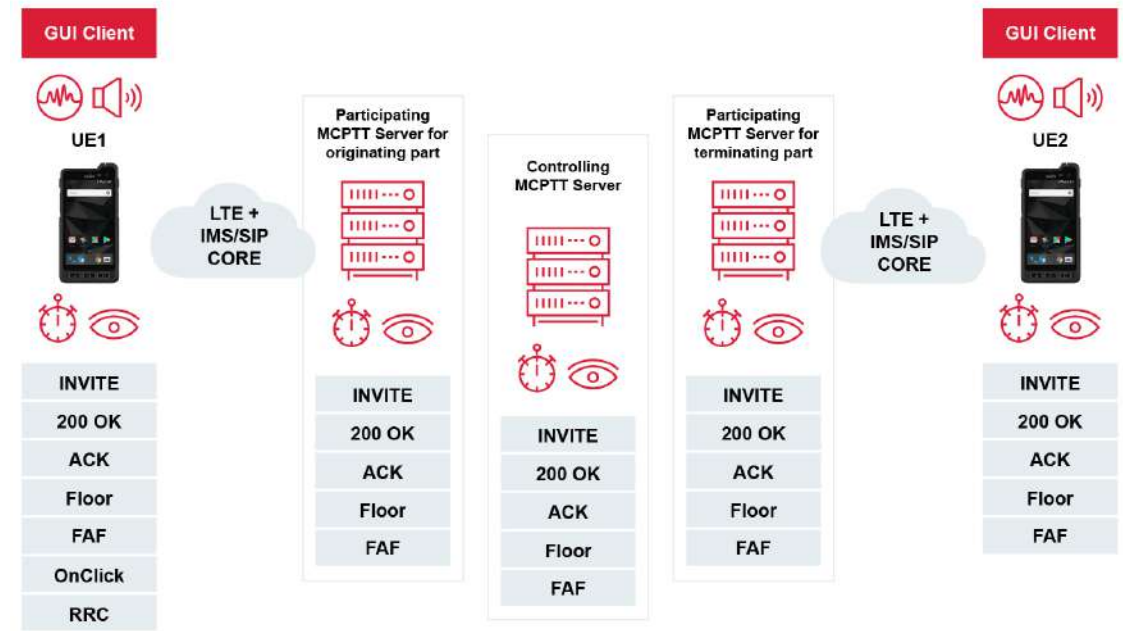 GUI Client
UE1
LTE +
IMS/SIP
CORE
INVITE
200 OK
ACK
Floor
FAF
OnClick
RRC
Participating
MCPTT Server for
originating part
INVITE
200 OK
ACK
Floor
FAF
Controlling
MCPTT Server
INVITE
200 OK
ACK
Floor
FAF
Participating
MCPTT Server for
terminating part
INVITE
200 OK
ACK
Floor
FAF
LTE +
IMS/SIP
CORE
GUI Client
UE2
INVITE
200 OK
ACK
Floor
FAF